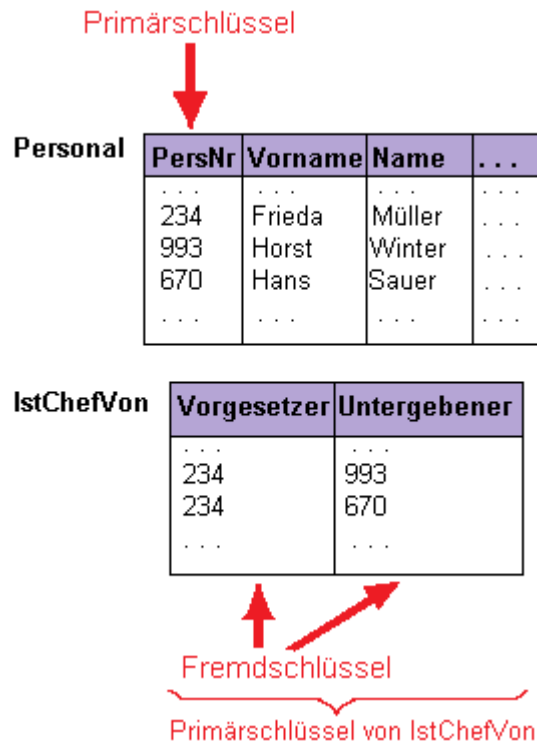 Primärschlüssel
Personal
PersNr Vorname Name ...
... ... ... ...
234 Frieda Müller ...
993 Horst Winter ...
670 Hans Sauer ...
... ... ... ...
IstChefVon
Vorgesetzer Untergebener
... ...
234 993
234 670
... ...
Fremdschlüssel
Primärschlüssel von IstChefVon